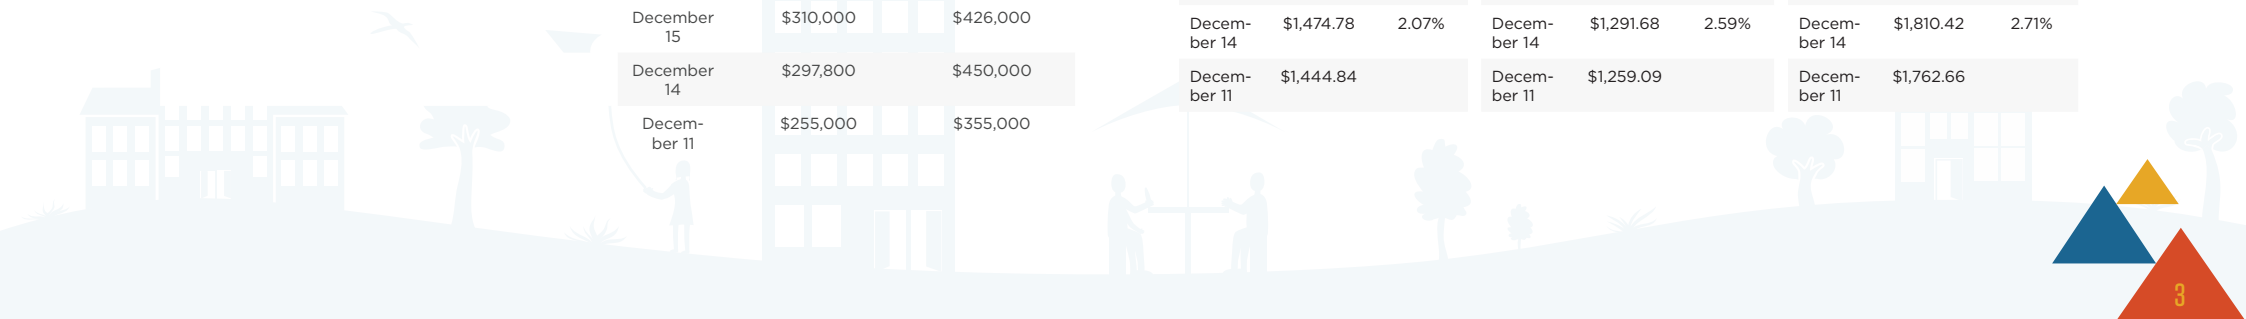 December $310,000 $426,000
15
December $297,800 $450,000
14
Decem- $255,000 $355,000
ber 11
Decem- $1,474.78 2.07%
ber 14
Decem- $1,444.84
ber 11
Decem- $1,291.68 2.59%
ber 14
Decem- $1,259.09
ber 11
Decem- $1,810.42 2.71%
ber 14
Decem- $1,762.66
ber 11
3